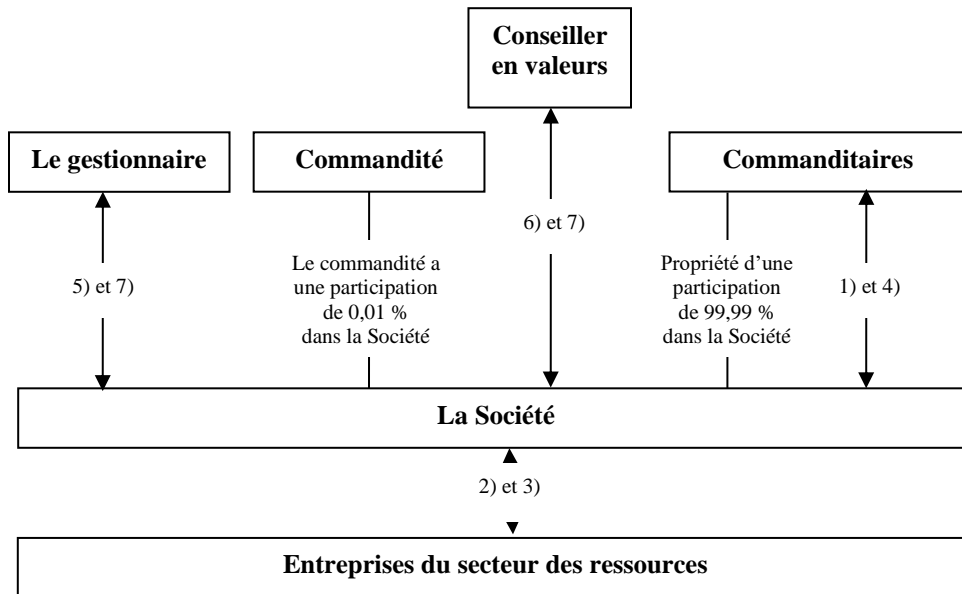 Conseiller
en valeurs
Le gestionnaire
Commandité
Commanditaires
6) et 7)
5) et 7)
Le commandité a
une participation
de 0,01 %
dans la Société
Propriété d’une
participation
de 99,99 %
dans la Société
1) et 4)
La Société
2) et 3)
Entreprises du secteur des ressources